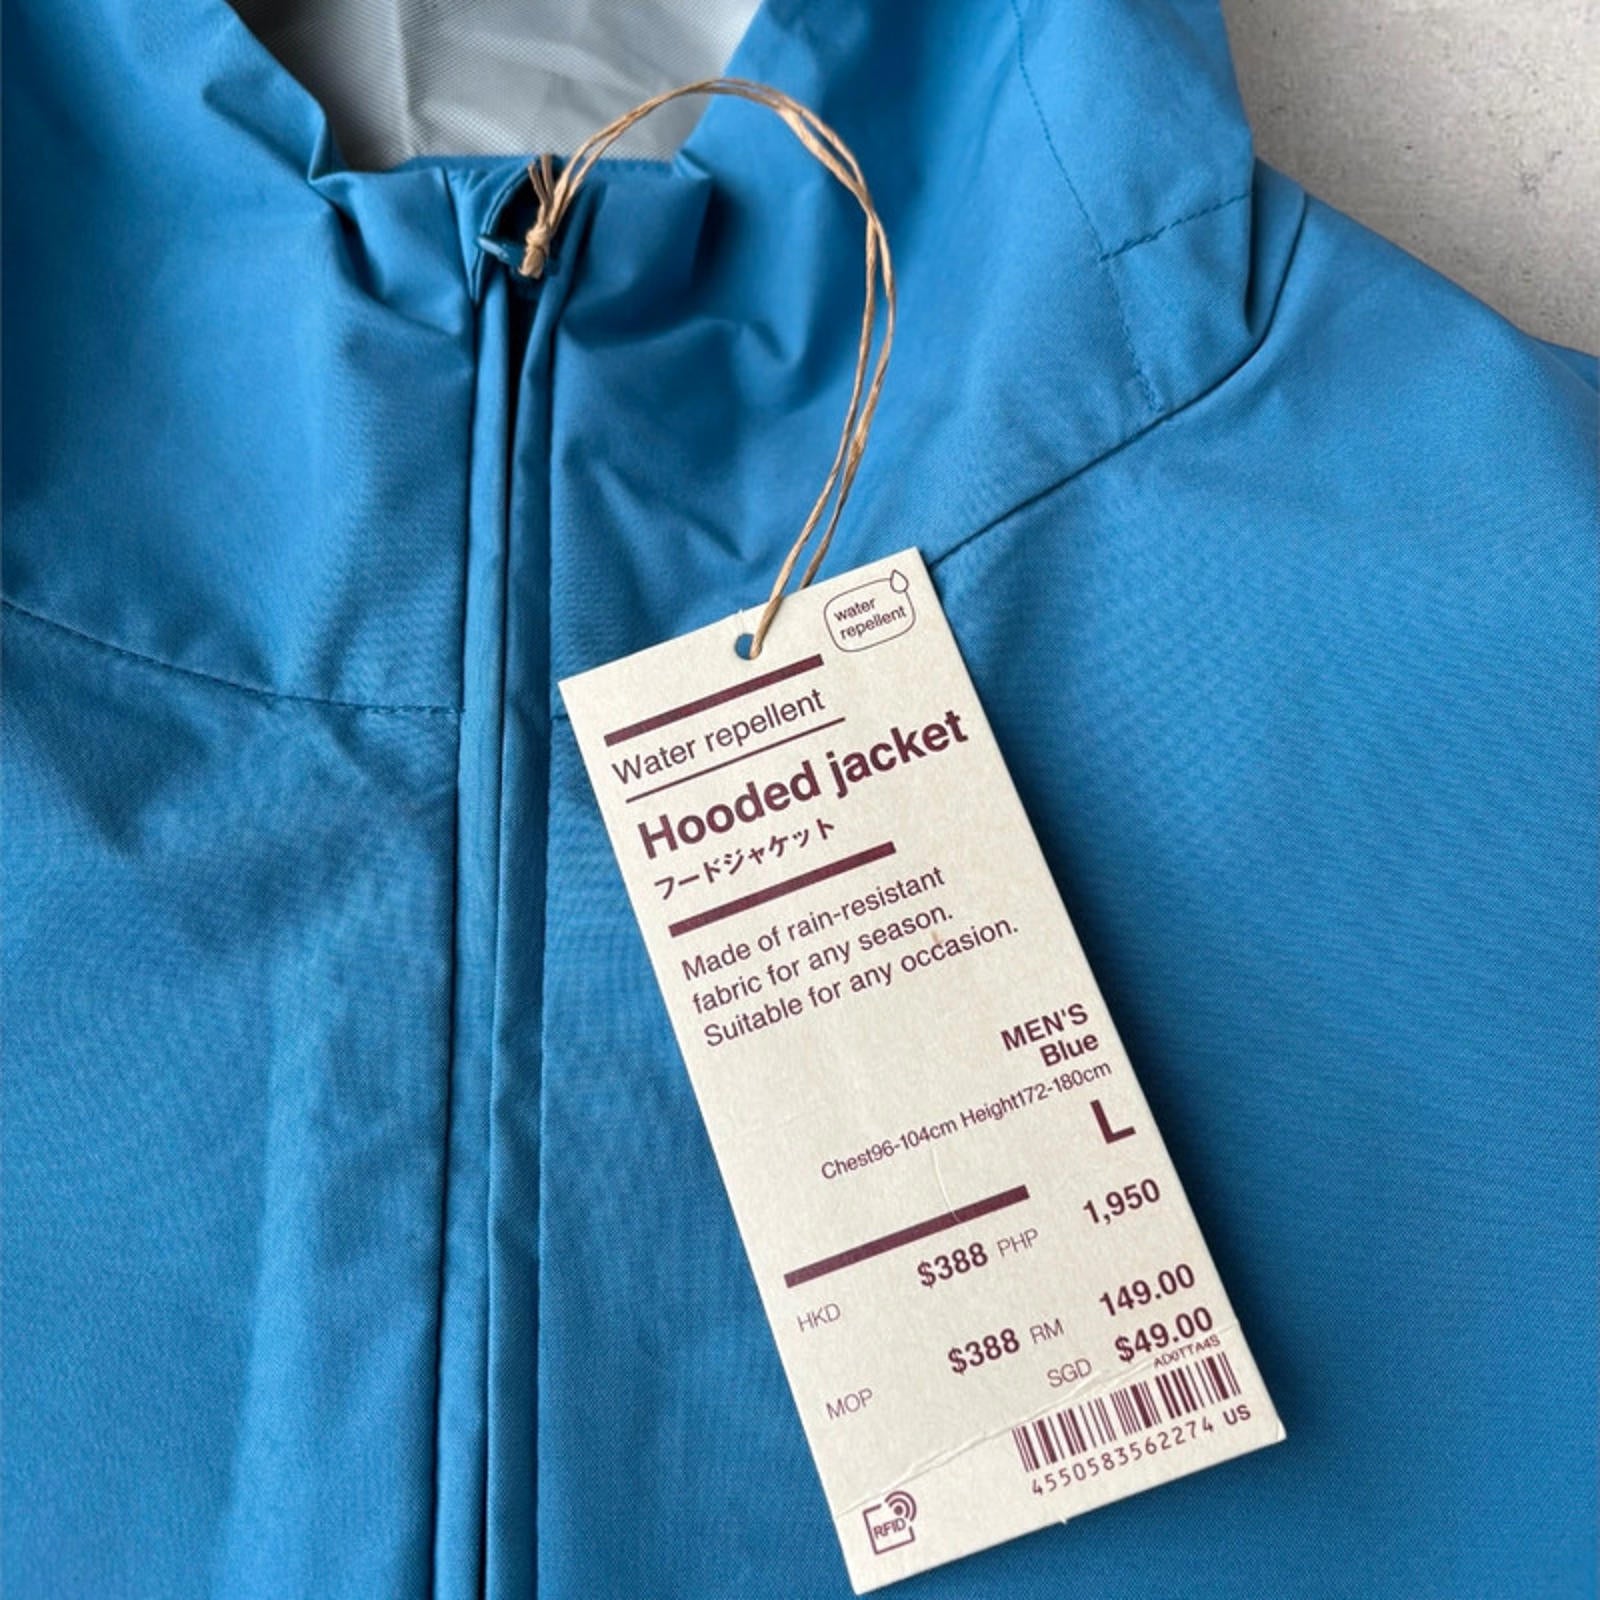 water
repellent
Water repellent
Hooded jacket
フードジャケット
Made of rain-resistant
fabric for any season.
Suitable for any occasion.
MEN'S
Blue
Chest96-104cm Height172-180cm
L
HKD $388 PHP 1,950
MOP $388 RM 149.00
SGD $49.00
AD0TTA4S
4550583562274 US
RFID